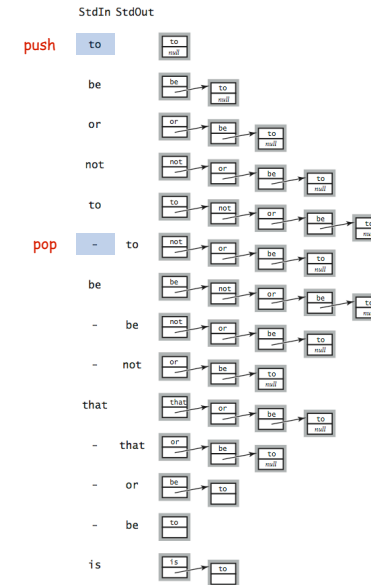 StdIn StdOut
push to to
null
be be to
null
or or be to
null
not not or be to
null
to to not or be to
pop - to not or be to
null
be be not or be to
- be not or be to
null
- not or be to
null
that that or be to
null
- that or be to
null
- or be to
- be to
is is to